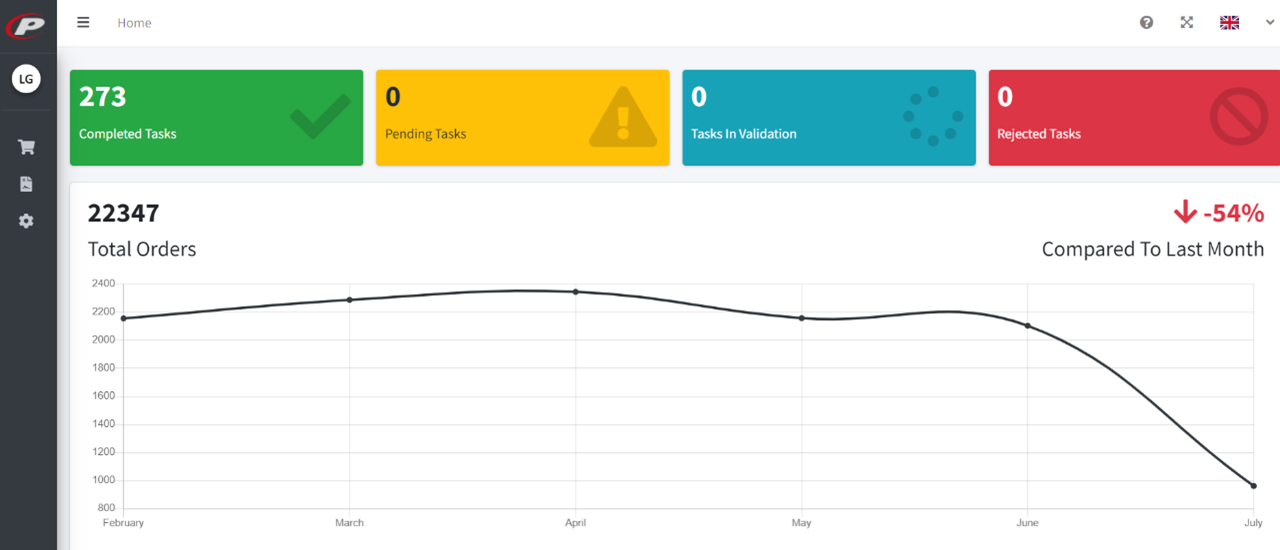 P
Home
LG
273
Completed Tasks
0
Pending Tasks
0
Tasks In Validation
0
Rejected Tasks
22347
Total Orders
-54%
Compared To Last Month
2400
2200
2000
1800
1600
1400
1200
1000
800
February March April May June July